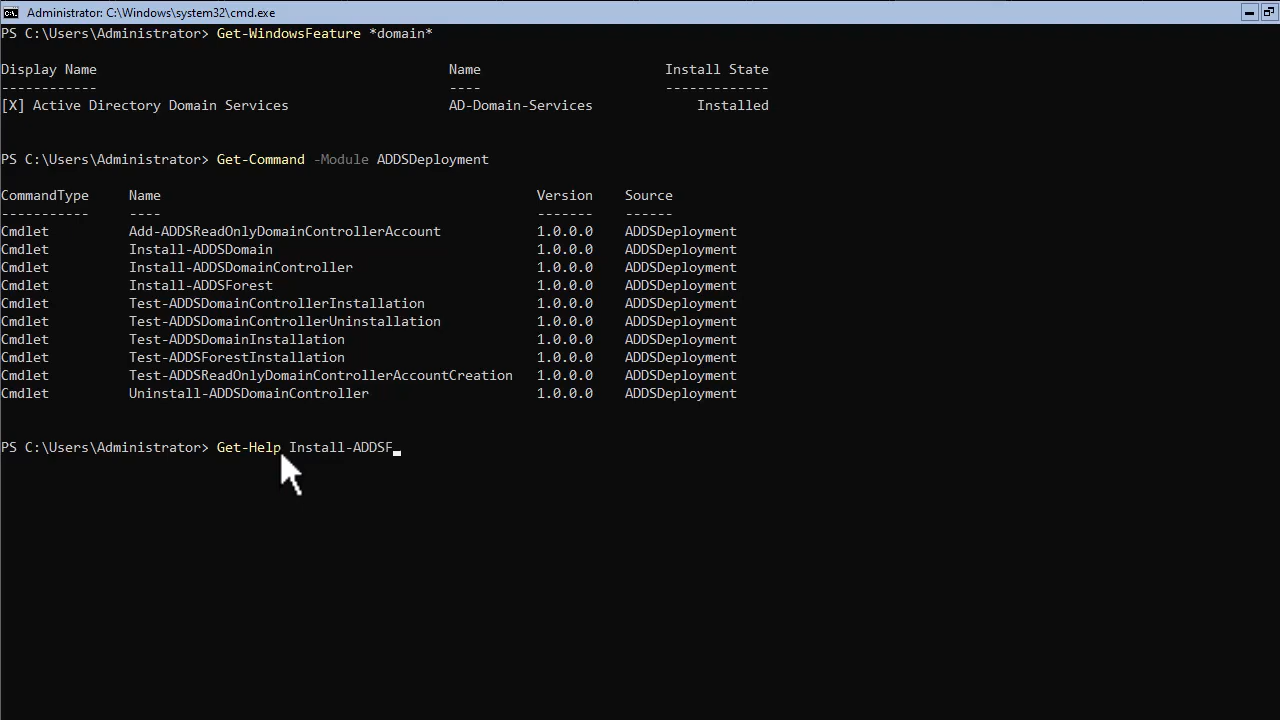 Administrator: C:\Windows\system32\cmd.exe
PS C:\Users\Administrator> Get-WindowsFeature *domain*
Display Name Name Install State
------------ ---- -------------
[X] Active Directory Domain Services AD-Domain-Services Installed
PS C:\Users\Administrator> Get-Command -Module ADDSDeployment
CommandType Name Version Source
----------- ---- ------- ------
Cmdlet Add-ADDSReadOnlyDomainControllerAccount 1.0.0.0 ADDSDeployment
Cmdlet Install-ADDSDomain 1.0.0.0 ADDSDeployment
Cmdlet Install-ADDSDomainController 1.0.0.0 ADDSDeployment
Cmdlet Install-ADDSForest 1.0.0.0 ADDSDeployment
Cmdlet Test-ADDSDomainControllerInstallation 1.0.0.0 ADDSDeployment
Cmdlet Test-ADDSDomainControllerUninstallation 1.0.0.0 ADDSDeployment
Cmdlet Test-ADDSDomainInstallation 1.0.0.0 ADDSDeployment
Cmdlet Test-ADDSForestInstallation 1.0.0.0 ADDSDeployment
Cmdlet Test-ADDSReadOnlyDomainControllerAccountCreation 1.0.0.0 ADDSDeployment
Cmdlet Uninstall-ADDSDomainController 1.0.0.0 ADDSDeployment
PS C:\Users\Administrator> Get-Help Install-ADDSF